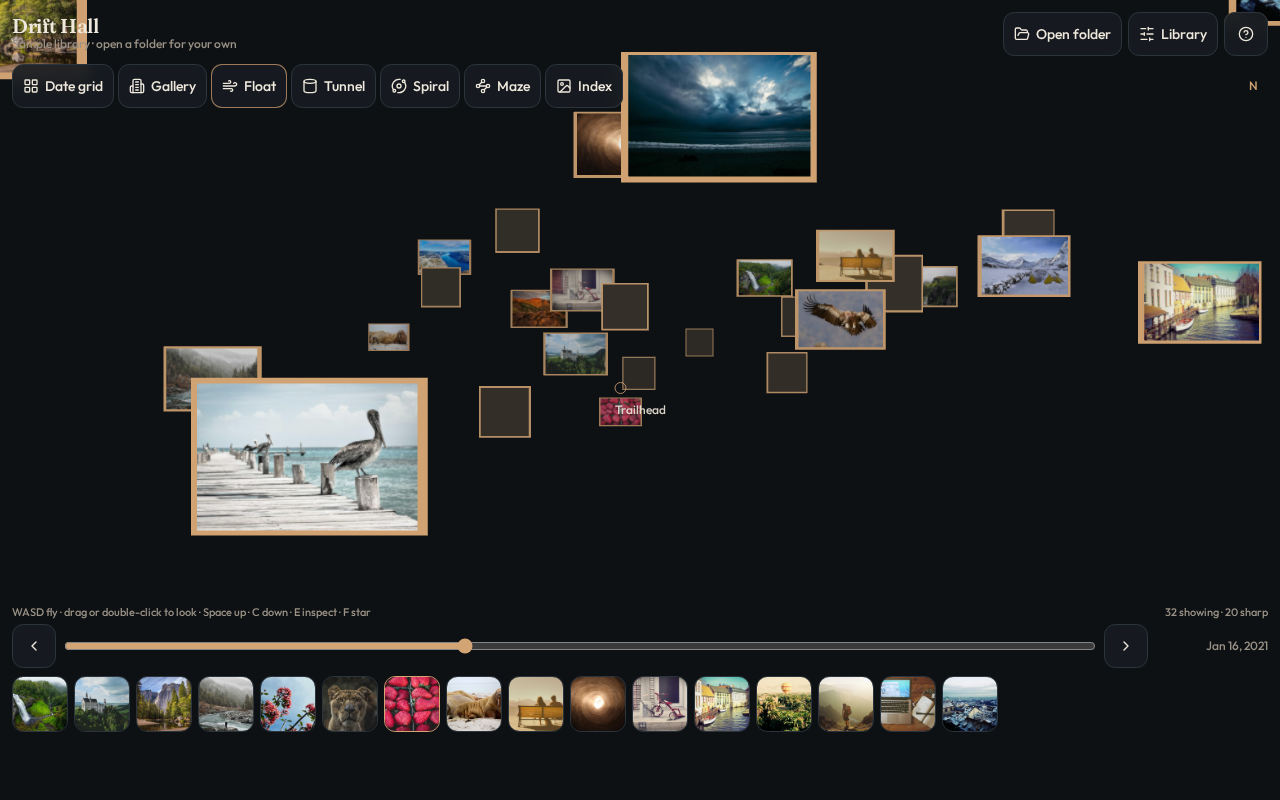 Drift Hall
Sample library · open a folder for your own
Open folder
Library
Date grid
Gallery
Float
Tunnel
Spiral
Maze
Index
N
Trailhead
WASD fly · drag or double-click to look · Space up · C down · E inspect · F star
32 showing · 20 sharp
Jan 16, 2021